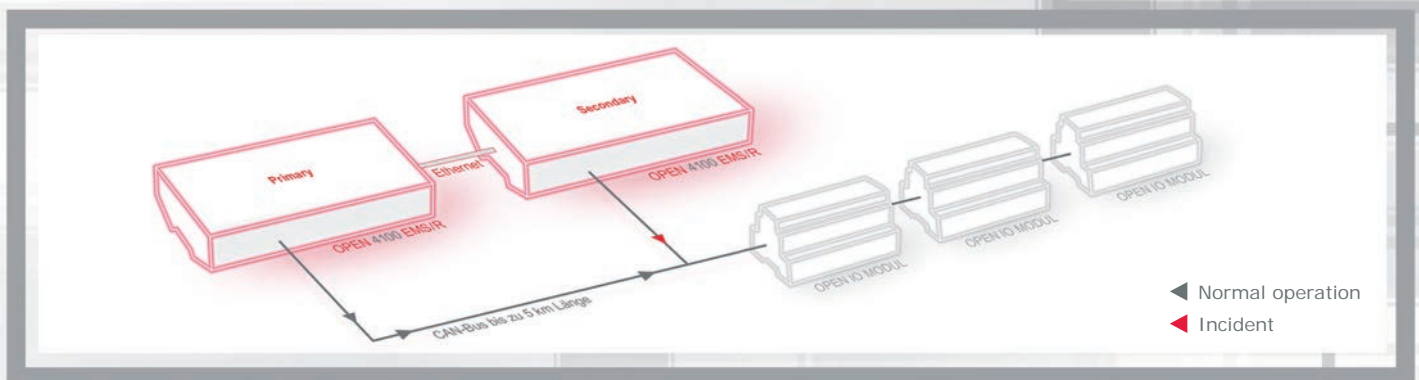 Primary
Secondary
Ethernet
OPEN 4100 EMS/R
OPEN 4100 EMS/R
CAN-Bus bis zu 5 km Länge
OPEN IO MODUL
OPEN IO MODUL
OPEN IO MODUL
Normal operation
Incident